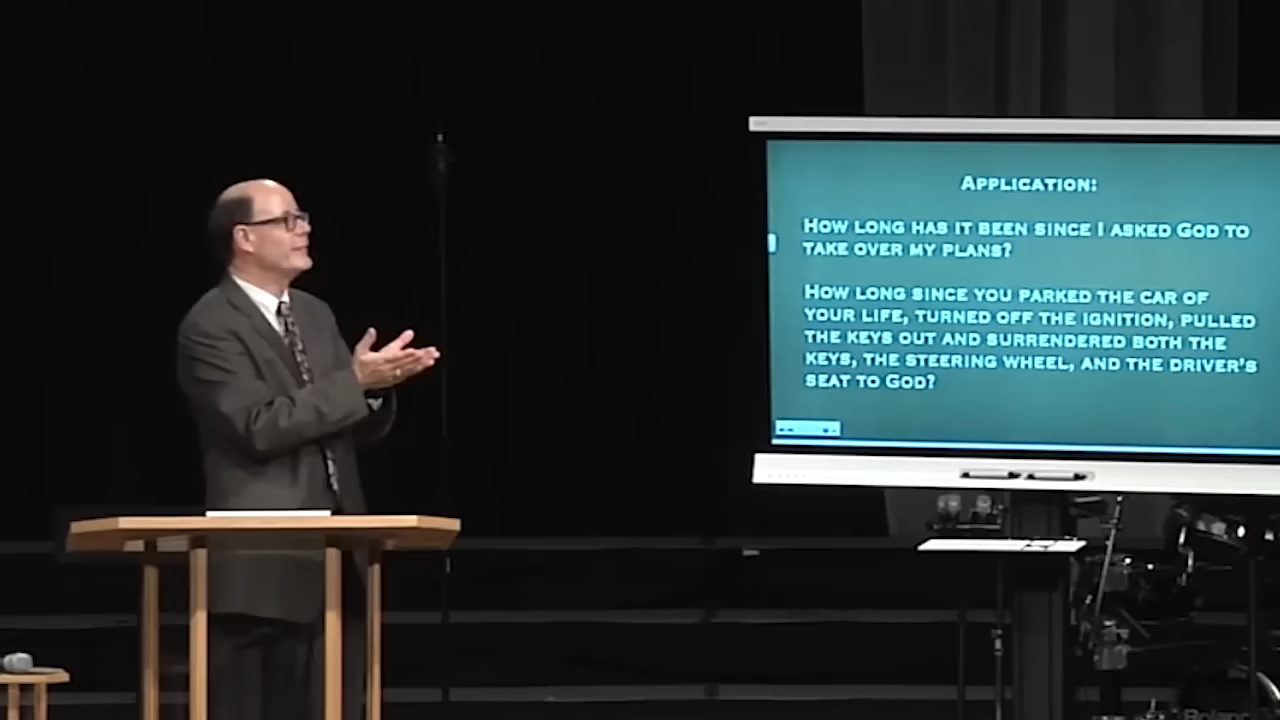 Application:
How long has it been since I asked God to
take over my plans?
How long since you parked the car of
your life, turned off the ignition, pulled
the keys out and surrendered both the
keys, the steering wheel, and the driver's
seat to God?